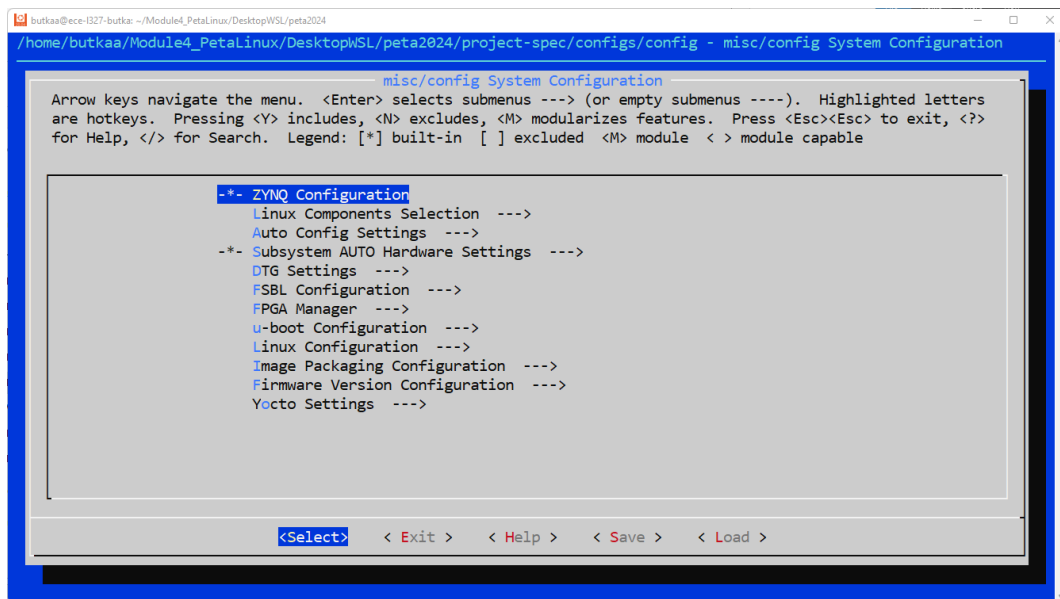 butkaa@ece-l327-butka: ~/Module4_PetaLinux/DesktopWSL/peta2024
/home/butkaa/Module4_PetaLinux/DesktopWSL/peta2024/project-spec/configs/config - misc/config System Configuration
misc/config System Configuration
Arrow keys navigate the menu.  <Enter> selects submenus ---> (or empty submenus ----).  Highlighted letters
are hotkeys.  Pressing <Y> includes, <N> excludes, <M> modularizes features.  Press <Esc><Esc> to exit, <?>
for Help, </> for Search.  Legend: [*] built-in  [ ] excluded  <M> module  < > module capable
-*- ZYNQ Configuration
Linux Components Selection  --->
Auto Config Settings  --->
-*- Subsystem AUTO Hardware Settings  --->
DTG Settings  --->
FSBL Configuration  --->
FPGA Manager  --->
u-boot Configuration  --->
Linux Configuration  --->
Image Packaging Configuration  --->
Firmware Version Configuration  --->
Yocto Settings  --->
<Select>    < Exit >    < Help >    < Save >    < Load >